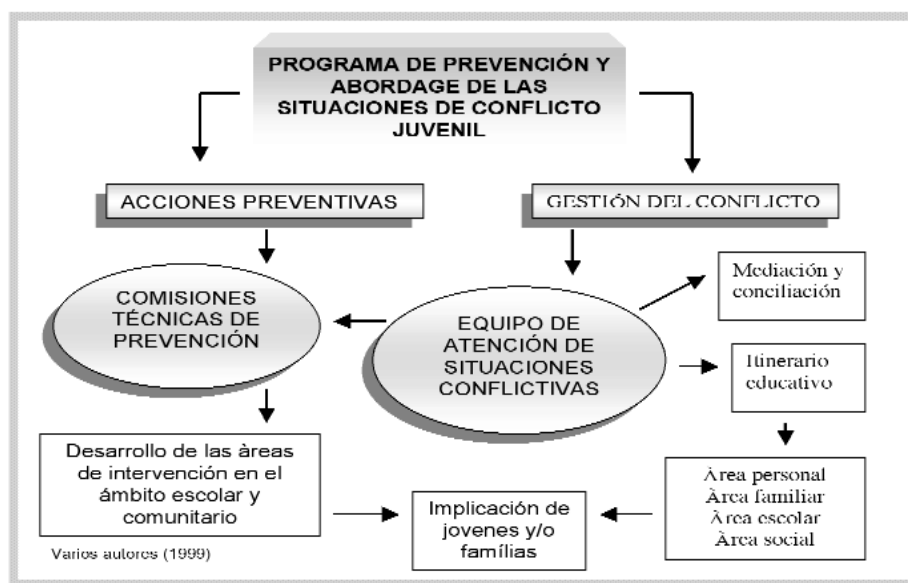 PROGRAMA DE PREVENCIÓN Y
ABORDAGE DE LAS
SITUACIONES DE CONFLICTO
JUVENIL
ACCIONES PREVENTIVAS
GESTIÓN DEL CONFLICTO
COMISIONES
TÉCNICAS DE
PREVENCIÓN
EQUIPO DE
ATENCIÓN DE
SITUACIONES
CONFLICTIVAS
Mediación y
conciliación
Itinerario
educativo
Desarrollo de las àreas
de intervención en el
ámbito escolar y
comunitario
Implicación de
jovenes y/o
famílias
Àrea personal
Àrea familiar
Àrea escolar
Àrea social
Varios autores (1999)